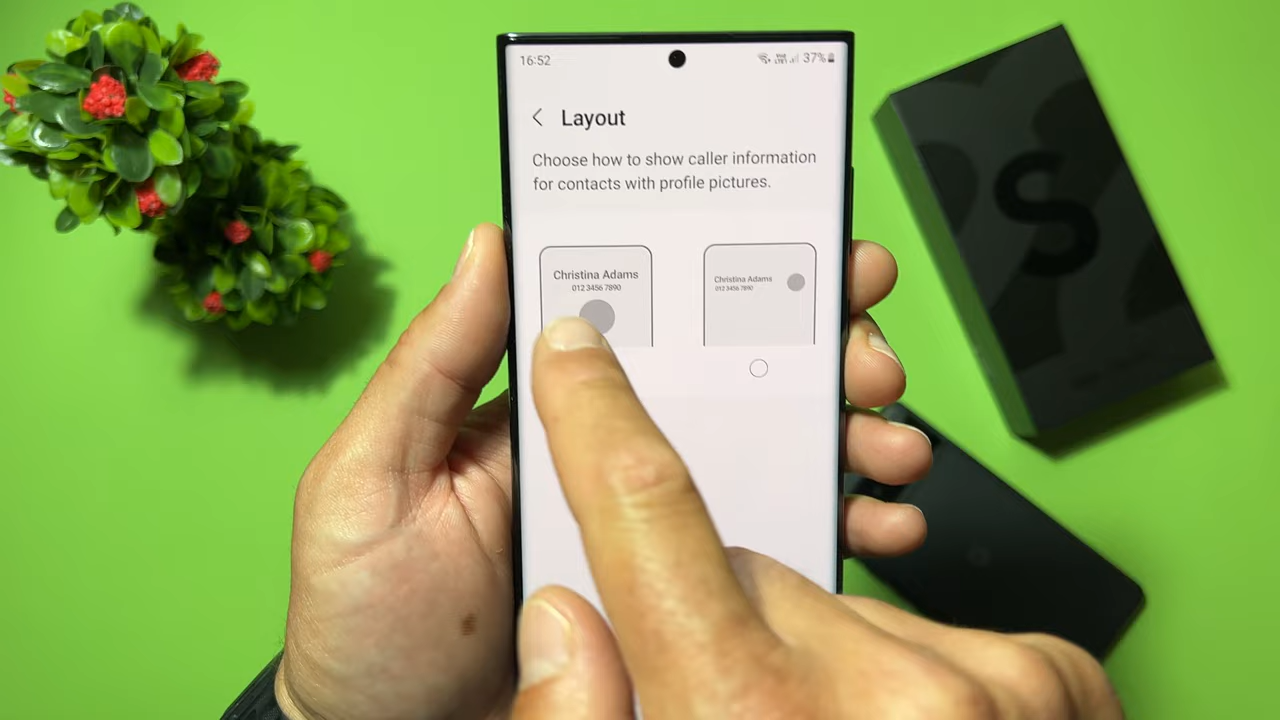 16:52
37%
Layout
Choose how to show caller information
for contacts with profile pictures.
Christina Adams
012 3456 7890
Christina Adams
012 3456 7890
S